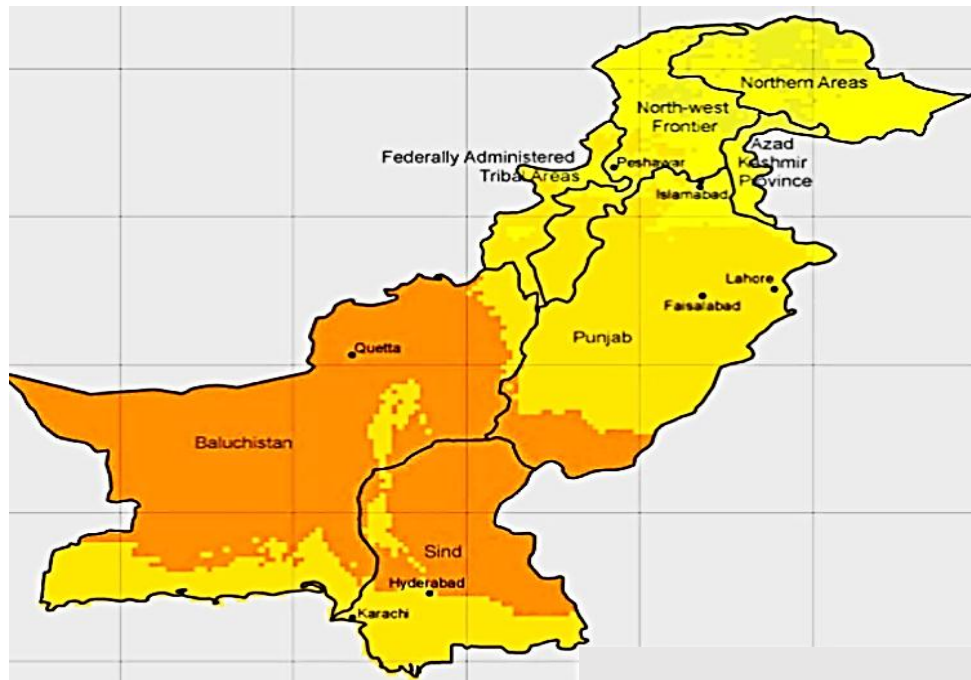 Northern Areas
North-west
Frontier
Azad
Kashmir
Province
Federally Administered
Tribal Areas
Peshawar
Islamabad
Lahore
Faisalabad
Punjab
Quetta
Baluchistan
Sind
Hyderabad
Karachi